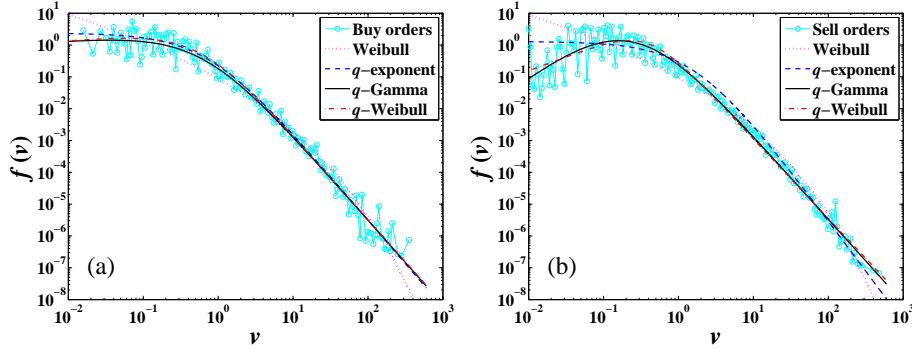 10^1
10^0
10^-1
10^-2
10^-3
10^-4
10^-5
10^-6
10^-7
10^-8
f (v)
Buy orders
Weibull
q-exponent
q-Gamma
q-Weibull
(a)
10^-2 10^-1 10^0 10^1 10^2 10^3
v
10^1
10^0
10^-1
10^-2
10^-3
10^-4
10^-5
10^-6
10^-7
10^-8
f (v)
Sell orders
Weibull
q-exponent
q-Gamma
q-Weibull
(b)
10^-2 10^-1 10^0 10^1 10^2 10^3
v